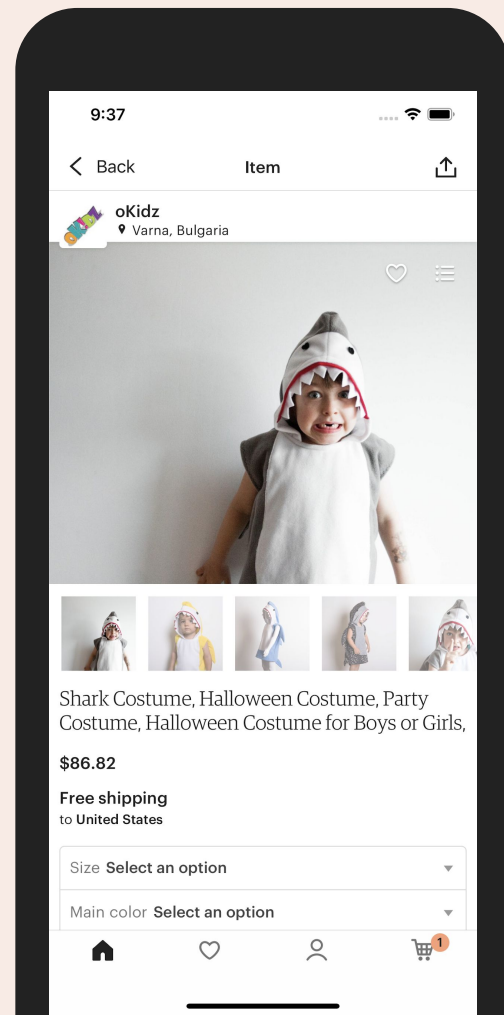 9:37
Back
Item
OKIDZ
oKidz
Varna, Bulgaria
Shark Costume, Halloween Costume, Party
Costume, Halloween Costume for Boys or Girls,
$86.82
Free shipping
to United States
Size Select an option
Main color Select an option
1